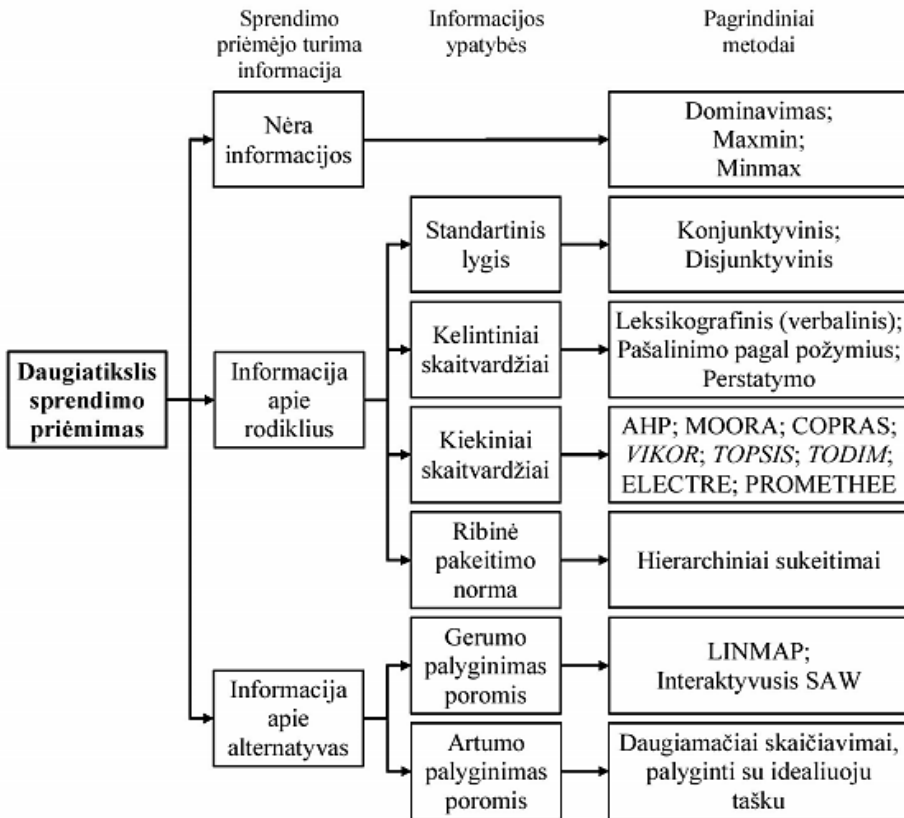 Sprendimo
priėmėjo turima
informacija
Informacijos
ypatybės
Pagrindiniai
metodai
Nėra
informacijos
Dominavimas;
Maxmin;
Minmax
Standartinis
lygis
Konjunktyvinis;
Disjunktyvinis
Kelintiniai
skaitvardžiai
Leksikografinis (verbalinis);
Pašalinimo pagal požymius;
Perstatymo
Daugiatikslis
sprendimo
priėmimas
Informacija
apie
rodiklius
Kiekiniai
skaitvardžiai
AHP; MOORA; COPRAS;
VIKOR; TOPSIS; TODIM;
ELECTRE; PROMETHEE
Ribinė
pakeitimo
norma
Hierarchiniai sukeitimai
Informacija
apie
alternatyvas
Gerumo
palyginimas
poromis
LINMAP;
Interaktyvusis SAW
Artumo
palyginimas
poromis
Daugiamačiai skaičiavimai,
palyginti su idealiuoju
tašku